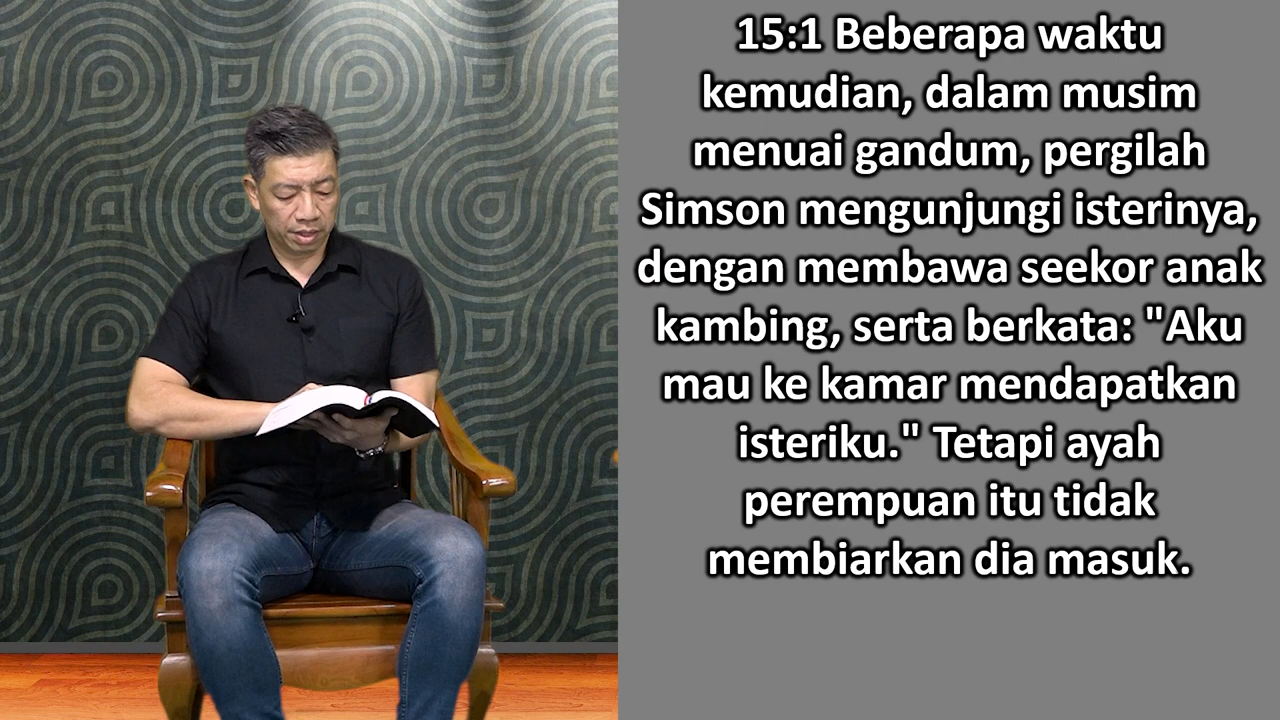 15:1 Beberapa waktu
kemudian, dalam musim
menuai gandum, pergilah
Simson mengunjungi isterinya,
dengan membawa seekor anak
kambing, serta berkata: "Aku
mau ke kamar mendapatkan
isteriku." Tetapi ayah
perempuan itu tidak
membiarkan dia masuk.